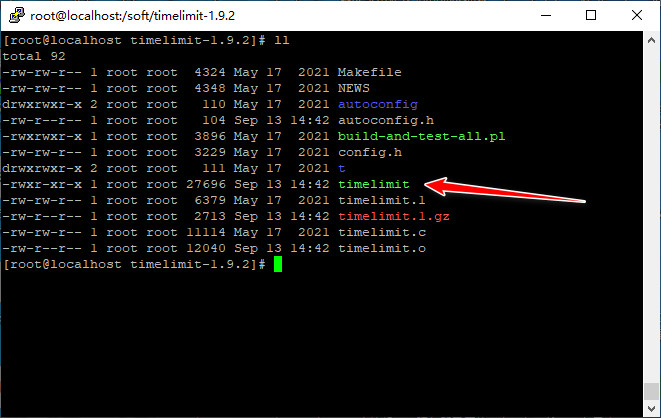 root@localhost:/soft/timelimit-1.9.2
[root@localhost timelimit-1.9.2]# ll
total 92
-rw-rw-r-- 1 root root  4324 May 17  2021 Makefile
-rw-rw-r-- 1 root root  4348 May 17  2021 NEWS
drwxrwxr-x 2 root root   110 May 17  2021 autoconfig
-rw-r--r-- 1 root root   104 Sep 13 14:42 autoconfig.h
-rwxrwxr-x 1 root root  3896 May 17  2021 build-and-test-all.pl
-rw-rw-r-- 1 root root  3229 May 17  2021 config.h
drwxrwxr-x 2 root root   111 May 17  2021 t
-rwxr-xr-x 1 root root 27696 Sep 13 14:42 timelimit
-rw-rw-r-- 1 root root  6379 May 17  2021 timelimit.1
-rw-r--r-- 1 root root  2713 Sep 13 14:42 timelimit.1.gz
-rw-rw-r-- 1 root root 11114 May 17  2021 timelimit.c
-rw-r--r-- 1 root root 12040 Sep 13 14:42 timelimit.o
[root@localhost timelimit-1.9.2]#